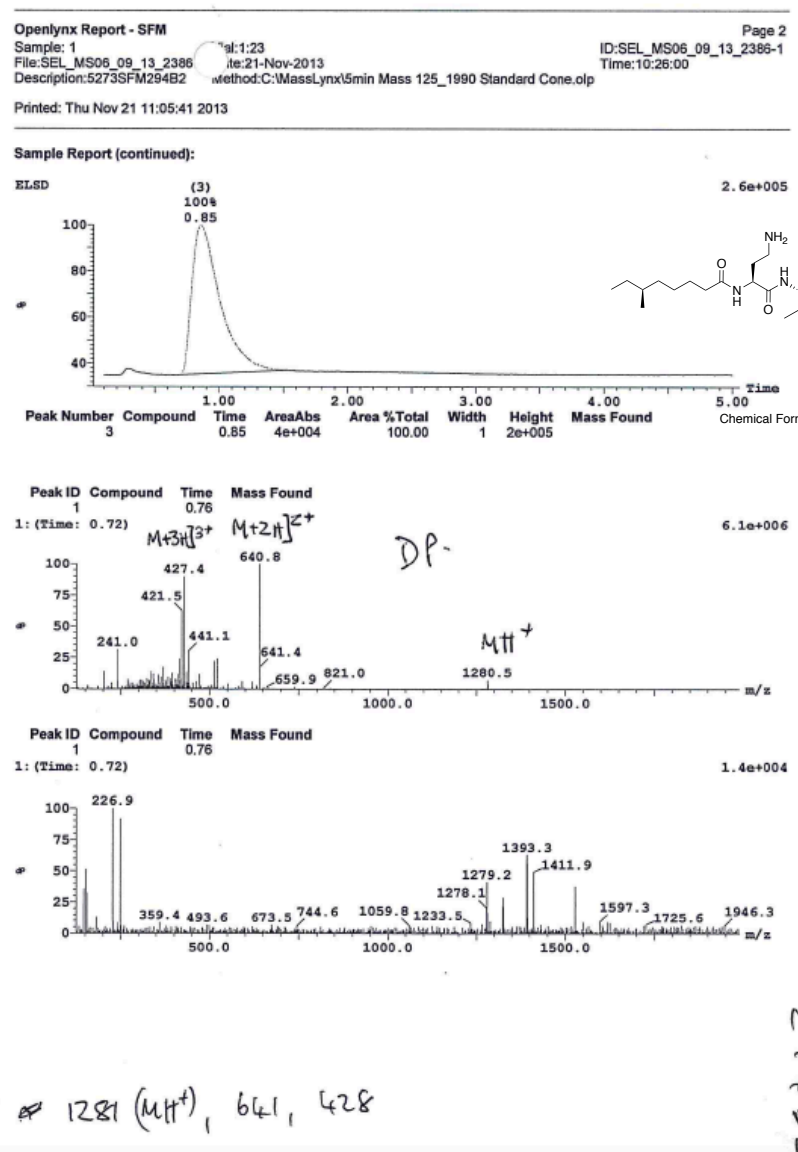 Openlynx Report - SFM
Page 2
Sample: 1
al:1:23
ID:SEL_MS06_09_13_2386-1
File:SEL_MS06_09_13_2386
ate:21-Nov-2013
Time:10:26:00
Description:5273SFM294B2
Method:C:\MassLynx\5min Mass 125_1990 Standard Cone.olp
Printed: Thu Nov 21 11:05:41 2013
Sample Report (continued):
ELSD
(3)
2.6e+005
100%
0.85
100
80
%
60
40
NH2
O
N
H
O
H
N
Time
1.00 2.00 3.00 4.00 5.00
Peak Number Compound Time AreaAbs Area %Total Width Height Mass Found
3 0.85 4e+004 100.00 1 2e+005
Chemical For
Peak ID Compound Time Mass Found
1 0.76
1: (Time: 0.72)
M+3H]3+ M+2H]2+
6.1e+006
DP.
100
75
50
%
25
0
640.8
427.4
421.5
241.0
441.1
641.4
659.9
821.0
MH+
1280.5
500.0 1000.0 1500.0
m/z
Peak ID Compound Time Mass Found
1 0.76
1: (Time: 0.72)
1.4e+004
100
75
50
%
25
0
226.9
359.4 493.6 673.5 744.6 1059.8 1233.5 1278.1 1279.2 1393.3 1411.9 1597.3 1725.6 1946.3
500.0 1000.0 1500.0
m/z
1281 (MH+), 641, 428